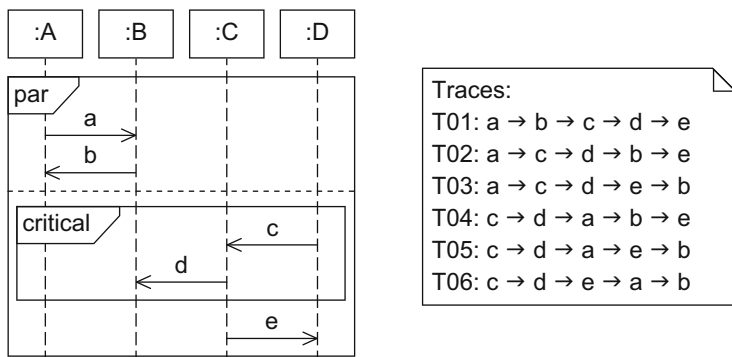 :A :B :C :D
par
a
b
critical
c
d
e
Traces:
T01: a → b → c → d → e
T02: a → c → d → b → e
T03: a → c → d → e → b
T04: c → d → a → b → e
T05: c → d → a → e → b
T06: c → d → e → a → b